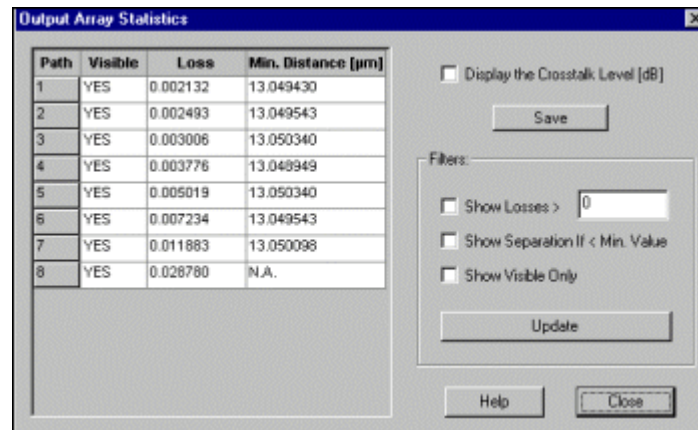 Output Array Statistics
Path Visible Loss Min. Distance [µm]
1 YES 0.002132 13.049430
2 YES 0.002493 13.049543
3 YES 0.003006 13.050340
4 YES 0.003776 13.048949
5 YES 0.005019 13.050340
6 YES 0.007234 13.049543
7 YES 0.011883 13.050098
8 YES 0.028780 N.A.
Display the Crosstalk Level [dB]
Save
Filters:
Show Losses > 0
Show Separation If < Min. Value
Show Visible Only
Update
Help Close